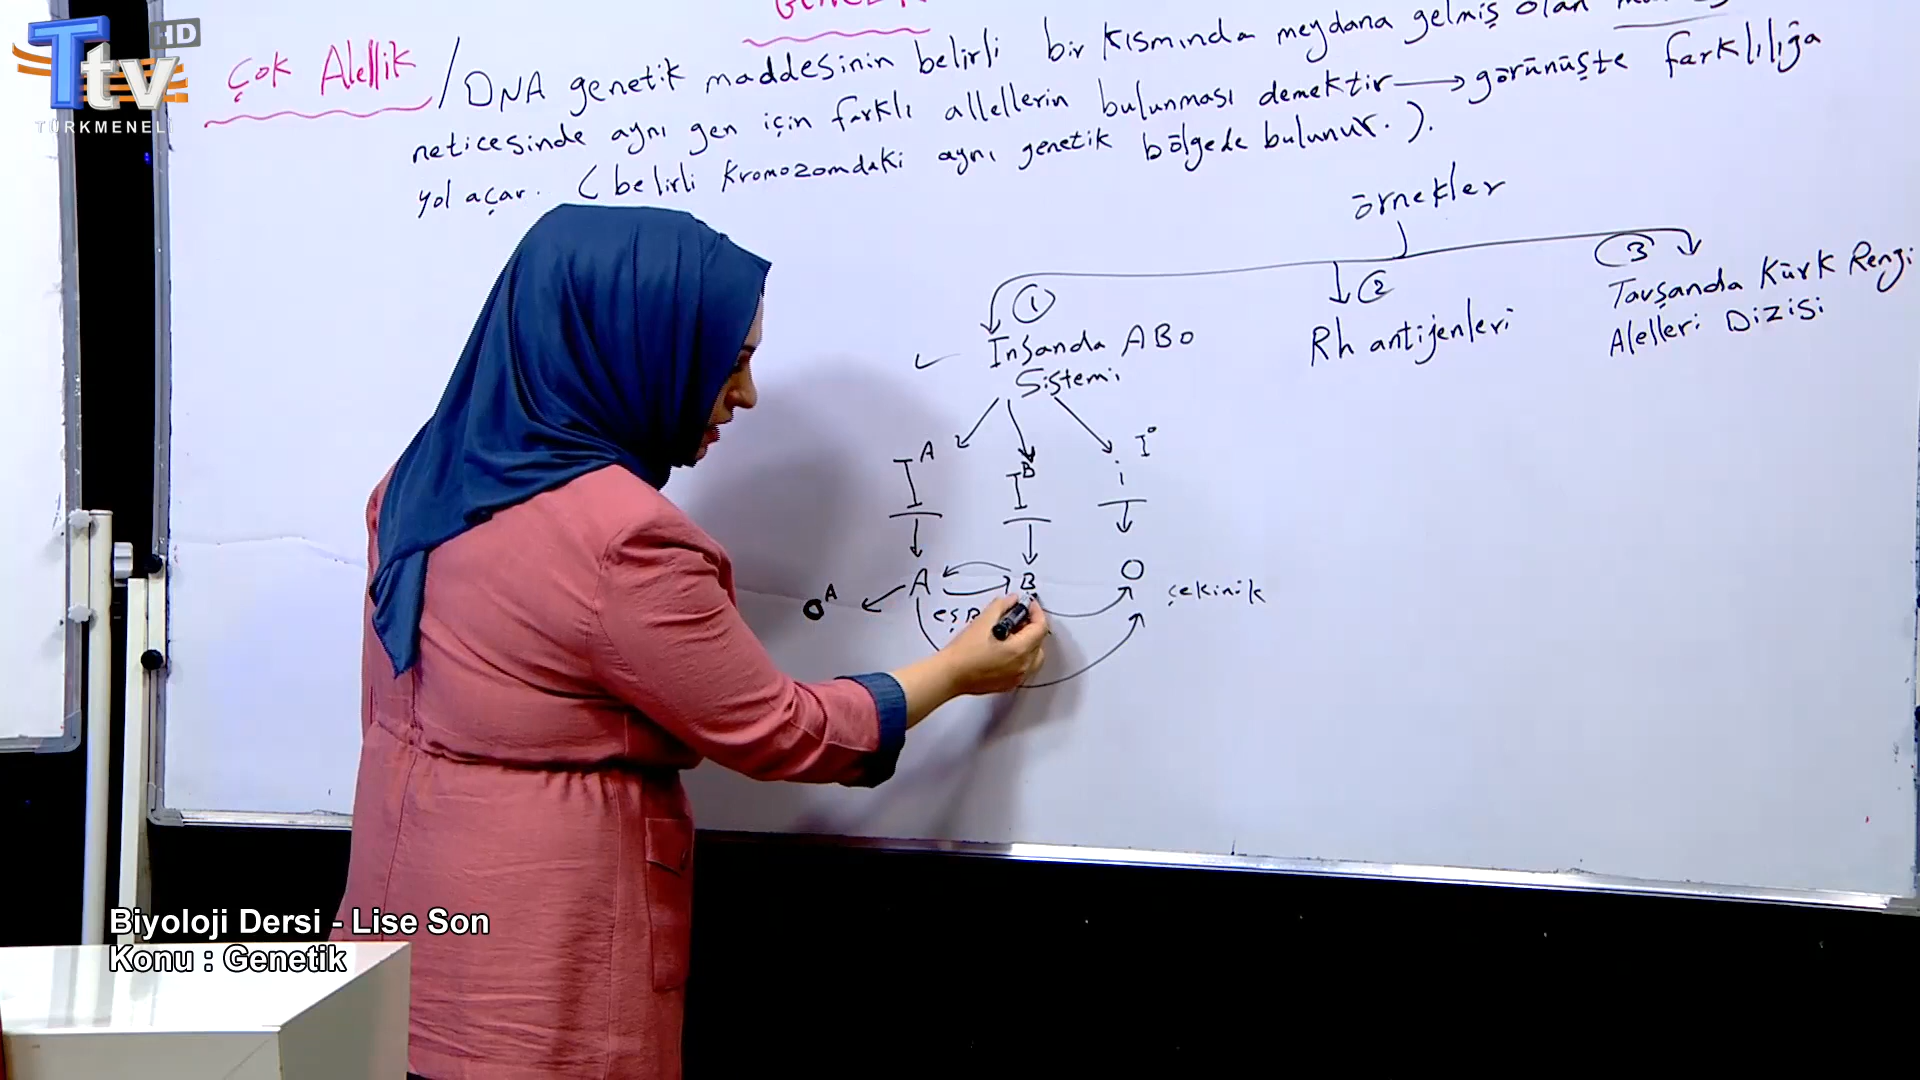 HD
Ttv
TÜRKMENELİ
Çok Alellik / DNA genetik maddesinin belirli bir kısmında meydana gelmiş olan
neticesinde aynı gen için farklı allellerin bulunması demektir → görünüşte farklılığa
yol açar. (belirli kromozomdaki aynı genetik bölgede bulunur.).
örnekler
1 2 3
İnsanda ABO
Sistemi
Rh antijenleri
Tavşanda Kürk Rengi
Alelleri Dizisi
I^A I^B i I^o
A B O
o^A
çekinik
Biyoloji Dersi - Lise Son
Konu : Genetik